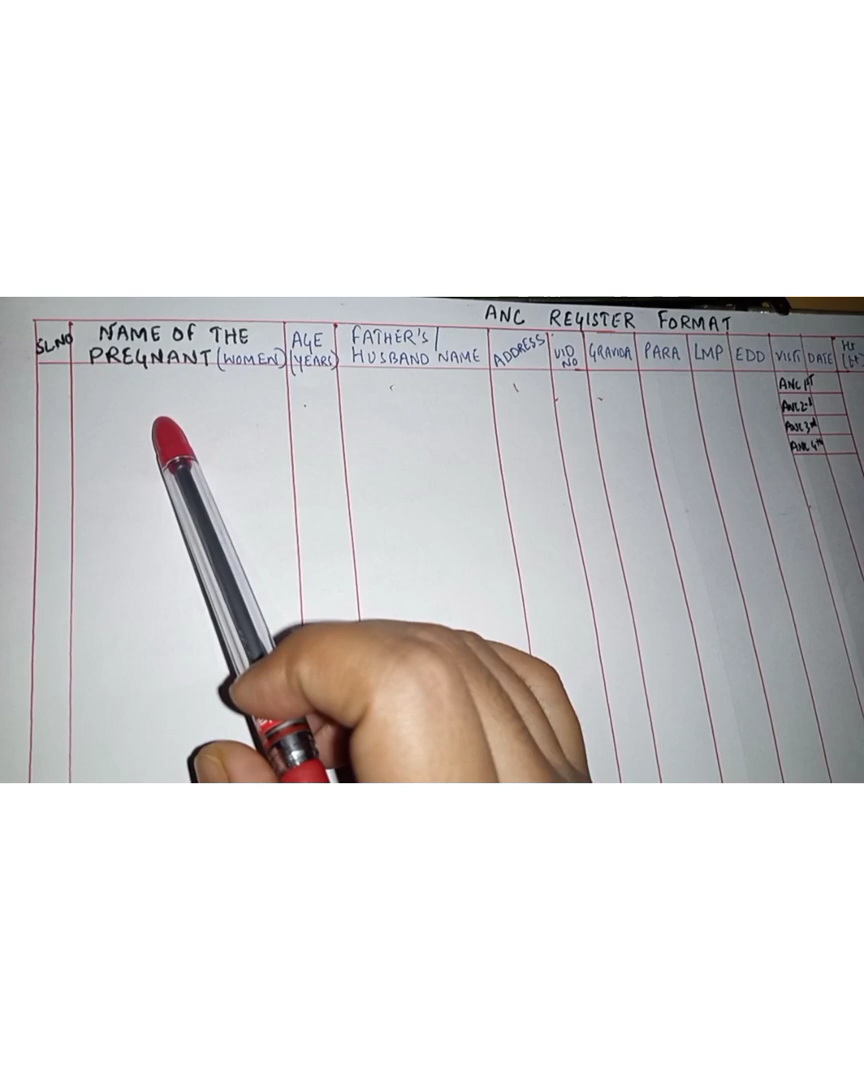 ANC REGISTER FORMAT
SLNO
NAME OF THE
PREGNANT (WOMEN)
AGE
(YEARS)
FATHER'S/
HUSBAND NAME
ADDRESS
VID
NO
GRAVIDA
PARA
LMP
EDD
VISIT
DATE
ANC 1ST
ANC 2nd
ANC 3rd
ANC 4th